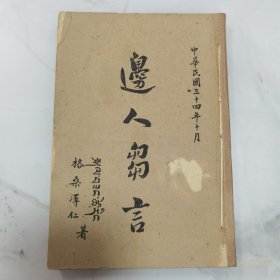 中華民國三十四年十月
邊人芻言
格桑澤仁 著